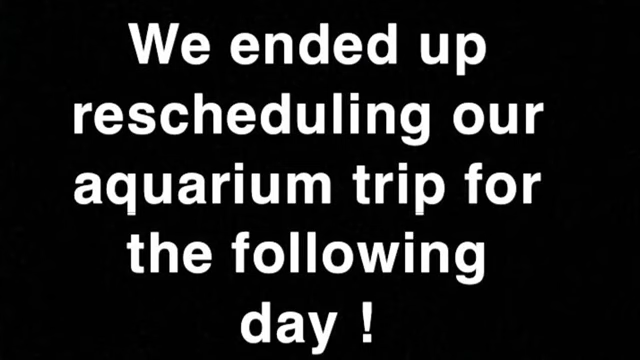 We ended up
rescheduling our
aquarium trip for
the following
day !